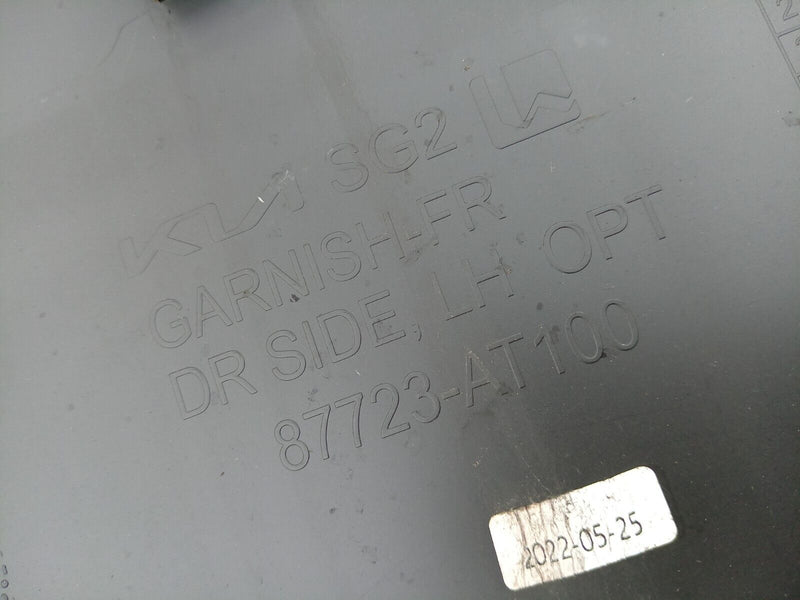 KIA SG2
GARNISH-FR
DR SIDE, LH OPT
87723-AT100
2022-05-25